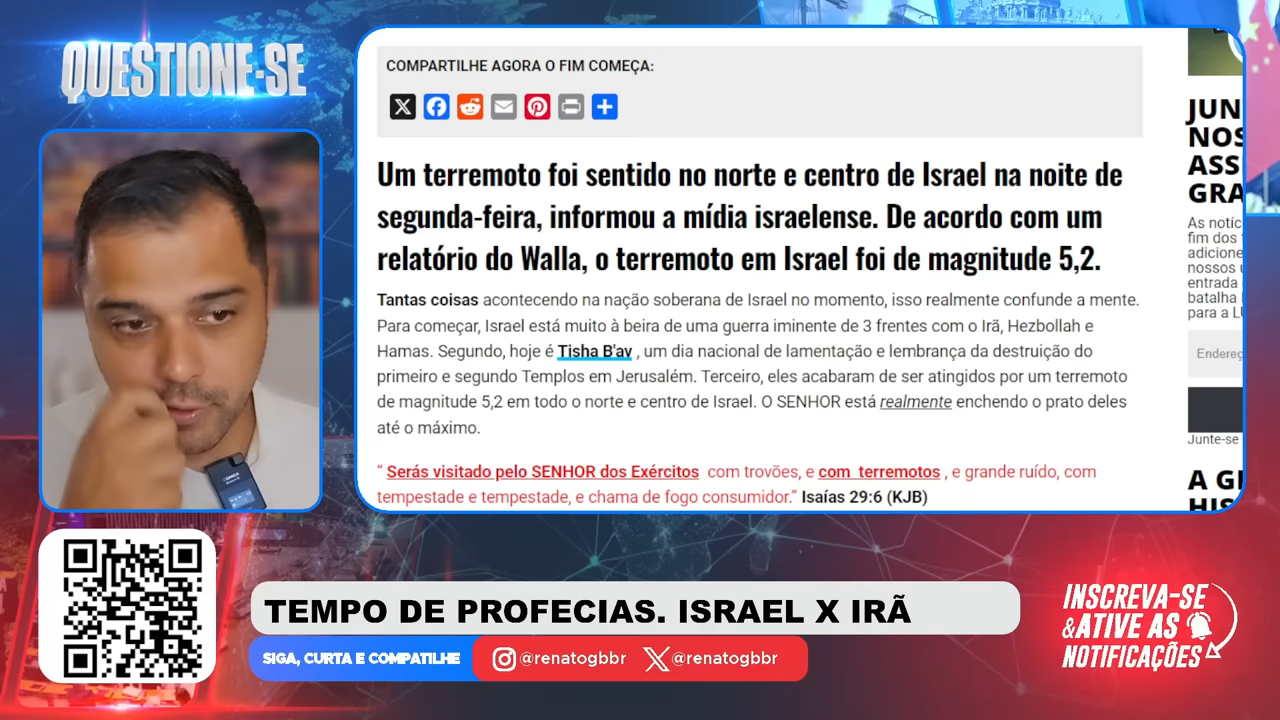 QUESTIONE-SE
COMPARTILHE AGORA O FIM COMEÇA:
Um terremoto foi sentido no norte e centro de Israel na noite de
segunda-feira, informou a mídia israelense. De acordo com um
relatório do Walla, o terremoto em Israel foi de magnitude 5,2.
Tantas coisas acontecendo na nação soberana de Israel no momento, isso realmente confunde a mente.
Para começar, Israel está muito à beira de uma guerra iminente de 3 frentes com o Irã, Hezbollah e
Hamas. Segundo, hoje é Tisha B'av , um dia nacional de lamentação e lembrança da destruição do
primeiro e segundo Templos em Jerusalém. Terceiro, eles acabaram de ser atingidos por um terremoto
de magnitude 5,2 em todo o norte e centro de Israel. O SENHOR está realmente enchendo o prato deles
até o máximo.
“ Serás visitado pelo SENHOR dos Exércitos com trovões, e com terremotos , e grande ruído, com
tempestade e tempestade, e chama de fogo consumidor.” Isaías 29:6 (KJB)
JUN
NOS
ASS
GRA
As notíc
fim dos
adicione
nossos u
entrada
batalha
para a LU
Endereç
Junte-se
A G
HIS
TEMPO DE PROFECIAS. ISRAEL X IRÃ
SIGA, CURTA E COMPATILHE
@renatogbbr
@renatogbbr
INSCREVA-SE
&ATIVE AS
NOTIFICAÇÕES